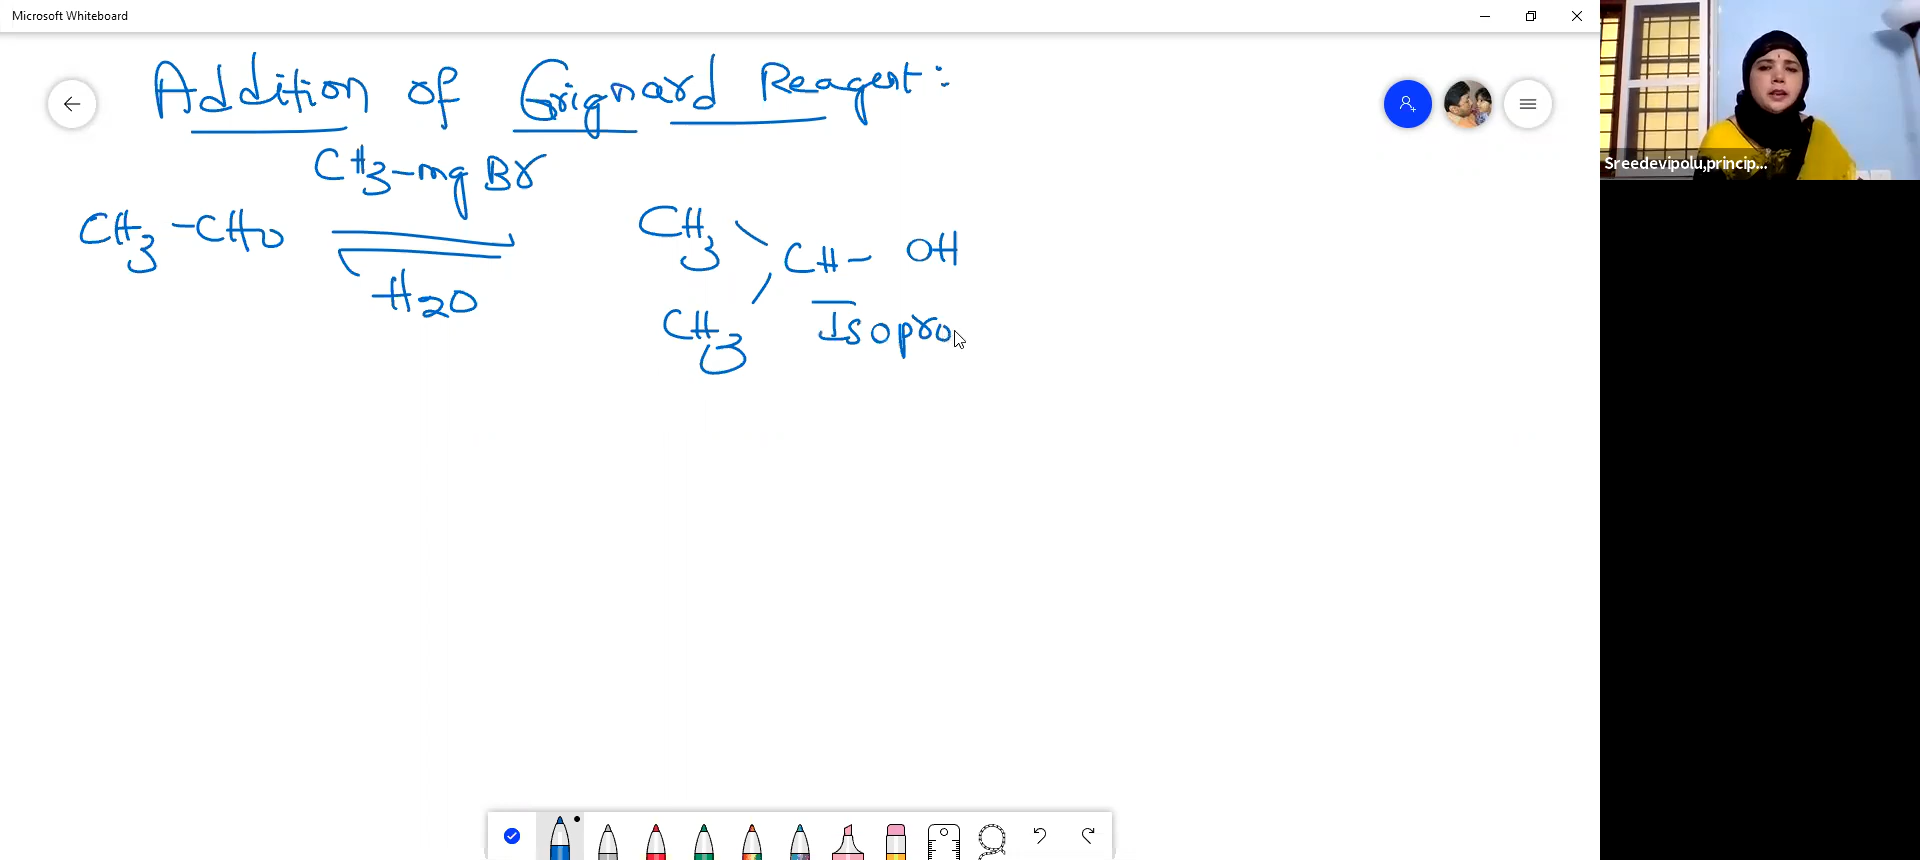 Microsoft Whiteboard
Addition of Grignard Reagent:
CH3-mg Br
CH3-CHO
H2O
CH3
CH- OH
CH3
Isopro
Sreedevipolu,princip...